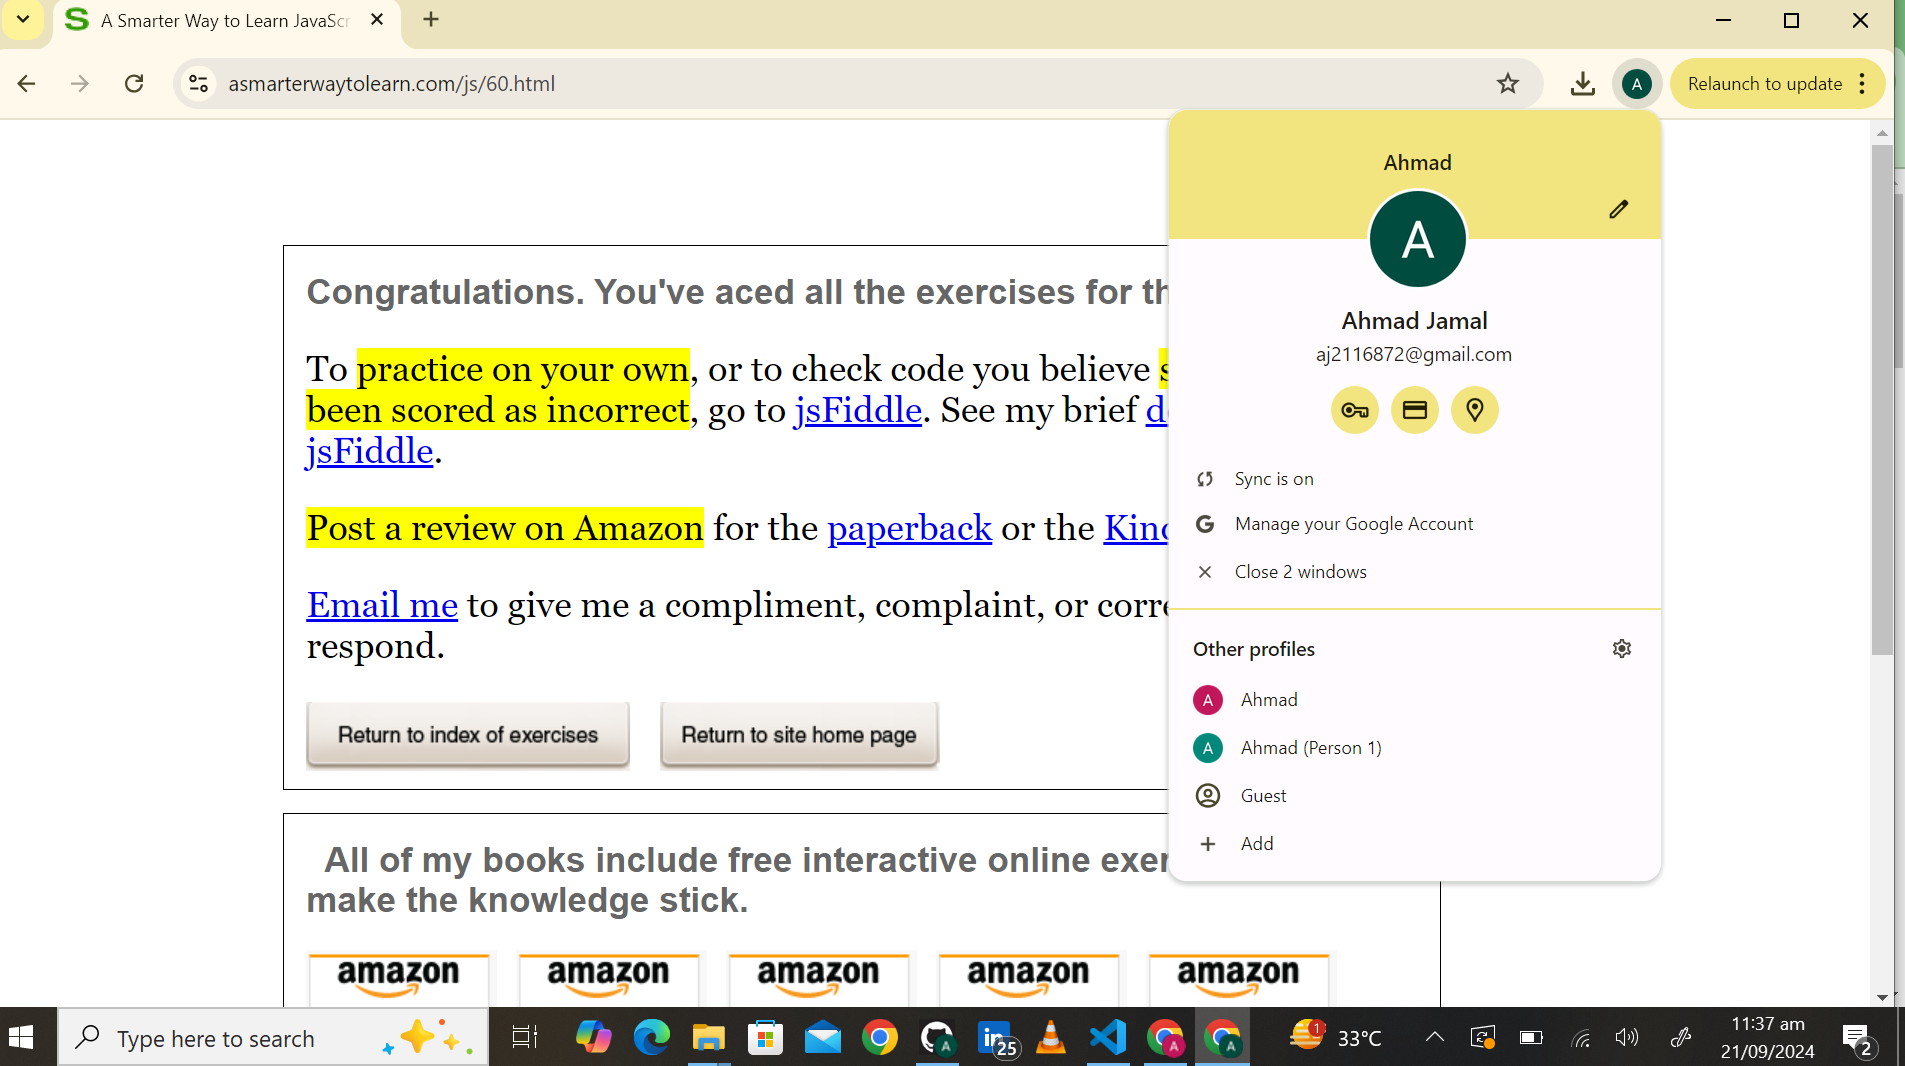 A Smarter Way to Learn JavaScr
asmarterwaytolearn.com/js/60.html
A
Relaunch to update
Ahmad
A
Ahmad Jamal
aj2116872@gmail.com
Sync is on
G Manage your Google Account
Close 2 windows
Other profiles
A Ahmad
A Ahmad (Person 1)
Guest
Add
Congratulations. You've aced all the exercises for th
To practice on your own, or to check code you believe s
been scored as incorrect, go to jsFiddle. See my brief d
jsFiddle.
Post a review on Amazon for the paperback or the Kind
Email me to give me a compliment, complaint, or corre
respond.
Return to index of exercises
Return to site home page
All of my books include free interactive online exer
make the knowledge stick.
amazon amazon amazon amazon amazon
Type here to search
A
in 25
A
A
1
33°C
11:37 am
21/09/2024
2